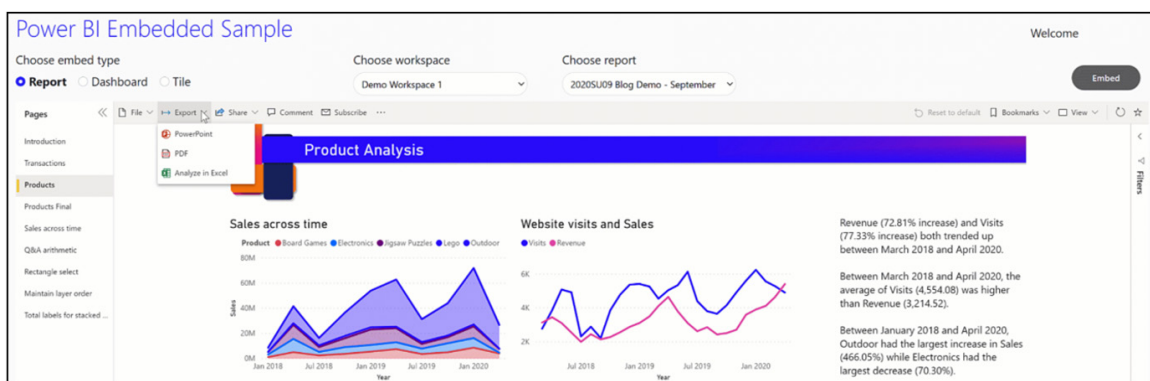 Power BI Embedded Sample
Welcome
Choose embed type
Choose workspace
Choose report
Report
Dashboard
Tile
Demo Workspace 1
2020SU09 Blog Demo - September
Embed
Pages
File
Export
Share
Comment
Subscribe
Reset to default
Bookmarks
View
Introduction
Transactions
Products
Products Final
Sales across time
Q&A arithmetic
Rectangle select
Maintain layer order
Total labels for stacked ...
PowerPoint
PDF
Analyze in Excel
Product Analysis
Filters
Sales across time
Product Board Games Electronics Jigsaw Puzzles Lego Outdoor
80M
60M
40M
20M
0M
Sales
Jan 2018 Jul 2018 Jan 2019 Jul 2019 Jan 2020
Year
Website visits and Sales
Visits Revenue
6K
4K
2K
Jul 2018 Jan 2019 Jul 2019 Jan 2020
Year
Revenue (72.81% increase) and Visits
(77.33% increase) both trended up
between March 2018 and April 2020.
Between March 2018 and April 2020, the
average of Visits (4,554.08) was higher
than Revenue (3,214.52).
Between January 2018 and April 2020,
Outdoor had the largest increase in Sales
(466.05%) while Electronics had the
largest decrease (70.30%).